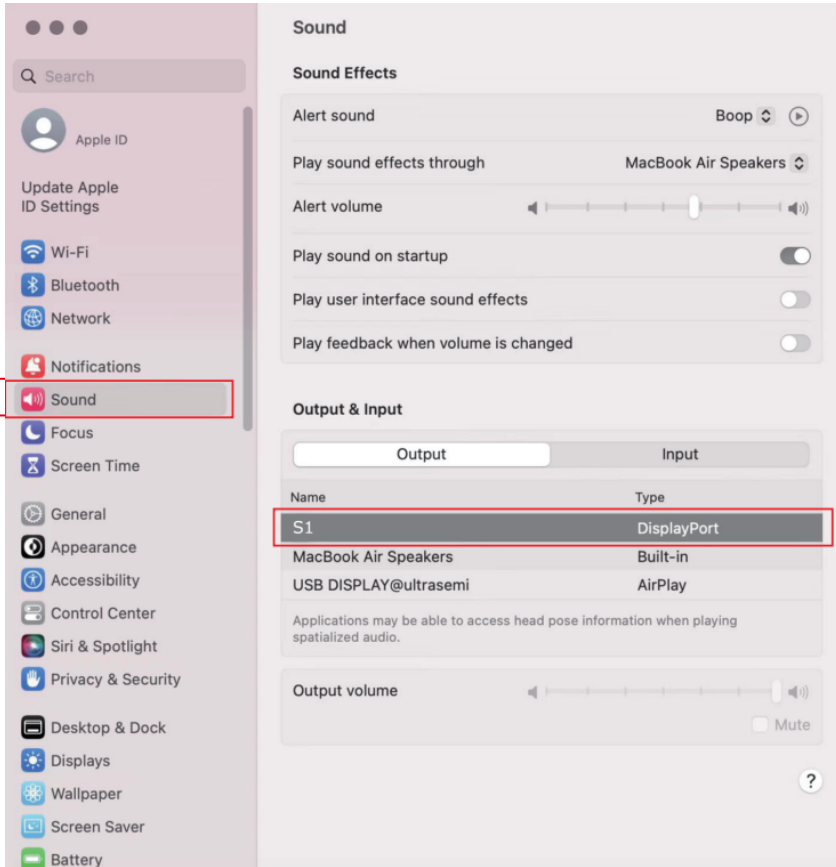 Search
Apple ID
Update Apple
ID Settings
Wi-Fi
Bluetooth
Network
Notifications
Sound
Focus
Screen Time
General
Appearance
Accessibility
Control Center
Siri & Spotlight
Privacy & Security
Desktop & Dock
Displays
Wallpaper
Screen Saver
Battery
Sound
Sound Effects
Alert sound Boop
Play sound effects through MacBook Air Speakers
Alert volume
Play sound on startup
Play user interface sound effects
Play feedback when volume is changed
Output & Input
Output Input
Name Type
S1 DisplayPort
MacBook Air Speakers Built-in
USB DISPLAY@ultrasemi AirPlay
Applications may be able to access head pose information when playing
spatialized audio.
Output volume
Mute
?